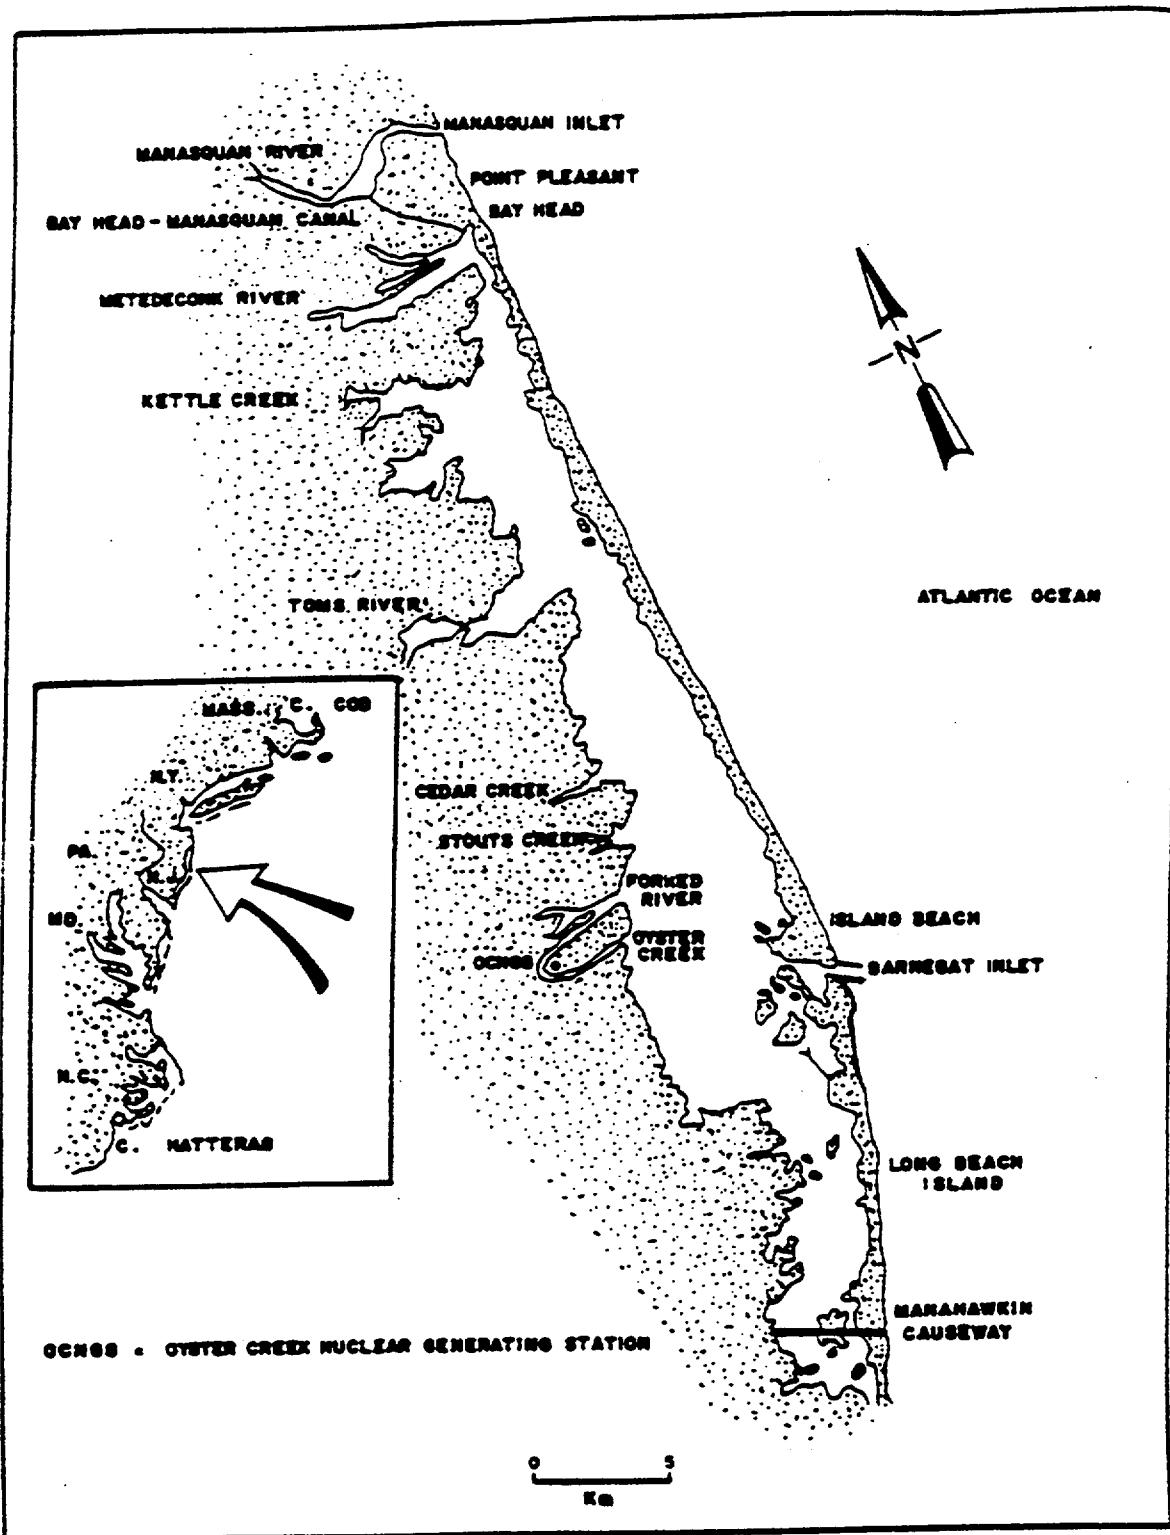 MANASQUAN INLET
MANASQUAN RIVER
POINT PLEASANT
BAY HEAD
BAY HEAD - MANASQUAN CANAL
N
METEDECONK RIVER
KETTLE CREEK
ATLANTIC OCEAN
TOMS RIVER
MASS.
C. COD
N.Y.
CEDAR CREEK
STOUTS CREEK
PA.
N.J.
FORKED
RIVER
MD.
ISLAND BEACH
OYSTER
CREEK
OCNGS
BARNEGAT INLET
N.C.
C. HATTERAS
LONG BEACH
ISLAND
MANAHAWKIN
CAUSEWAY
OCNGS = OYSTER CREEK NUCLEAR GENERATING STATION
0 5
Km